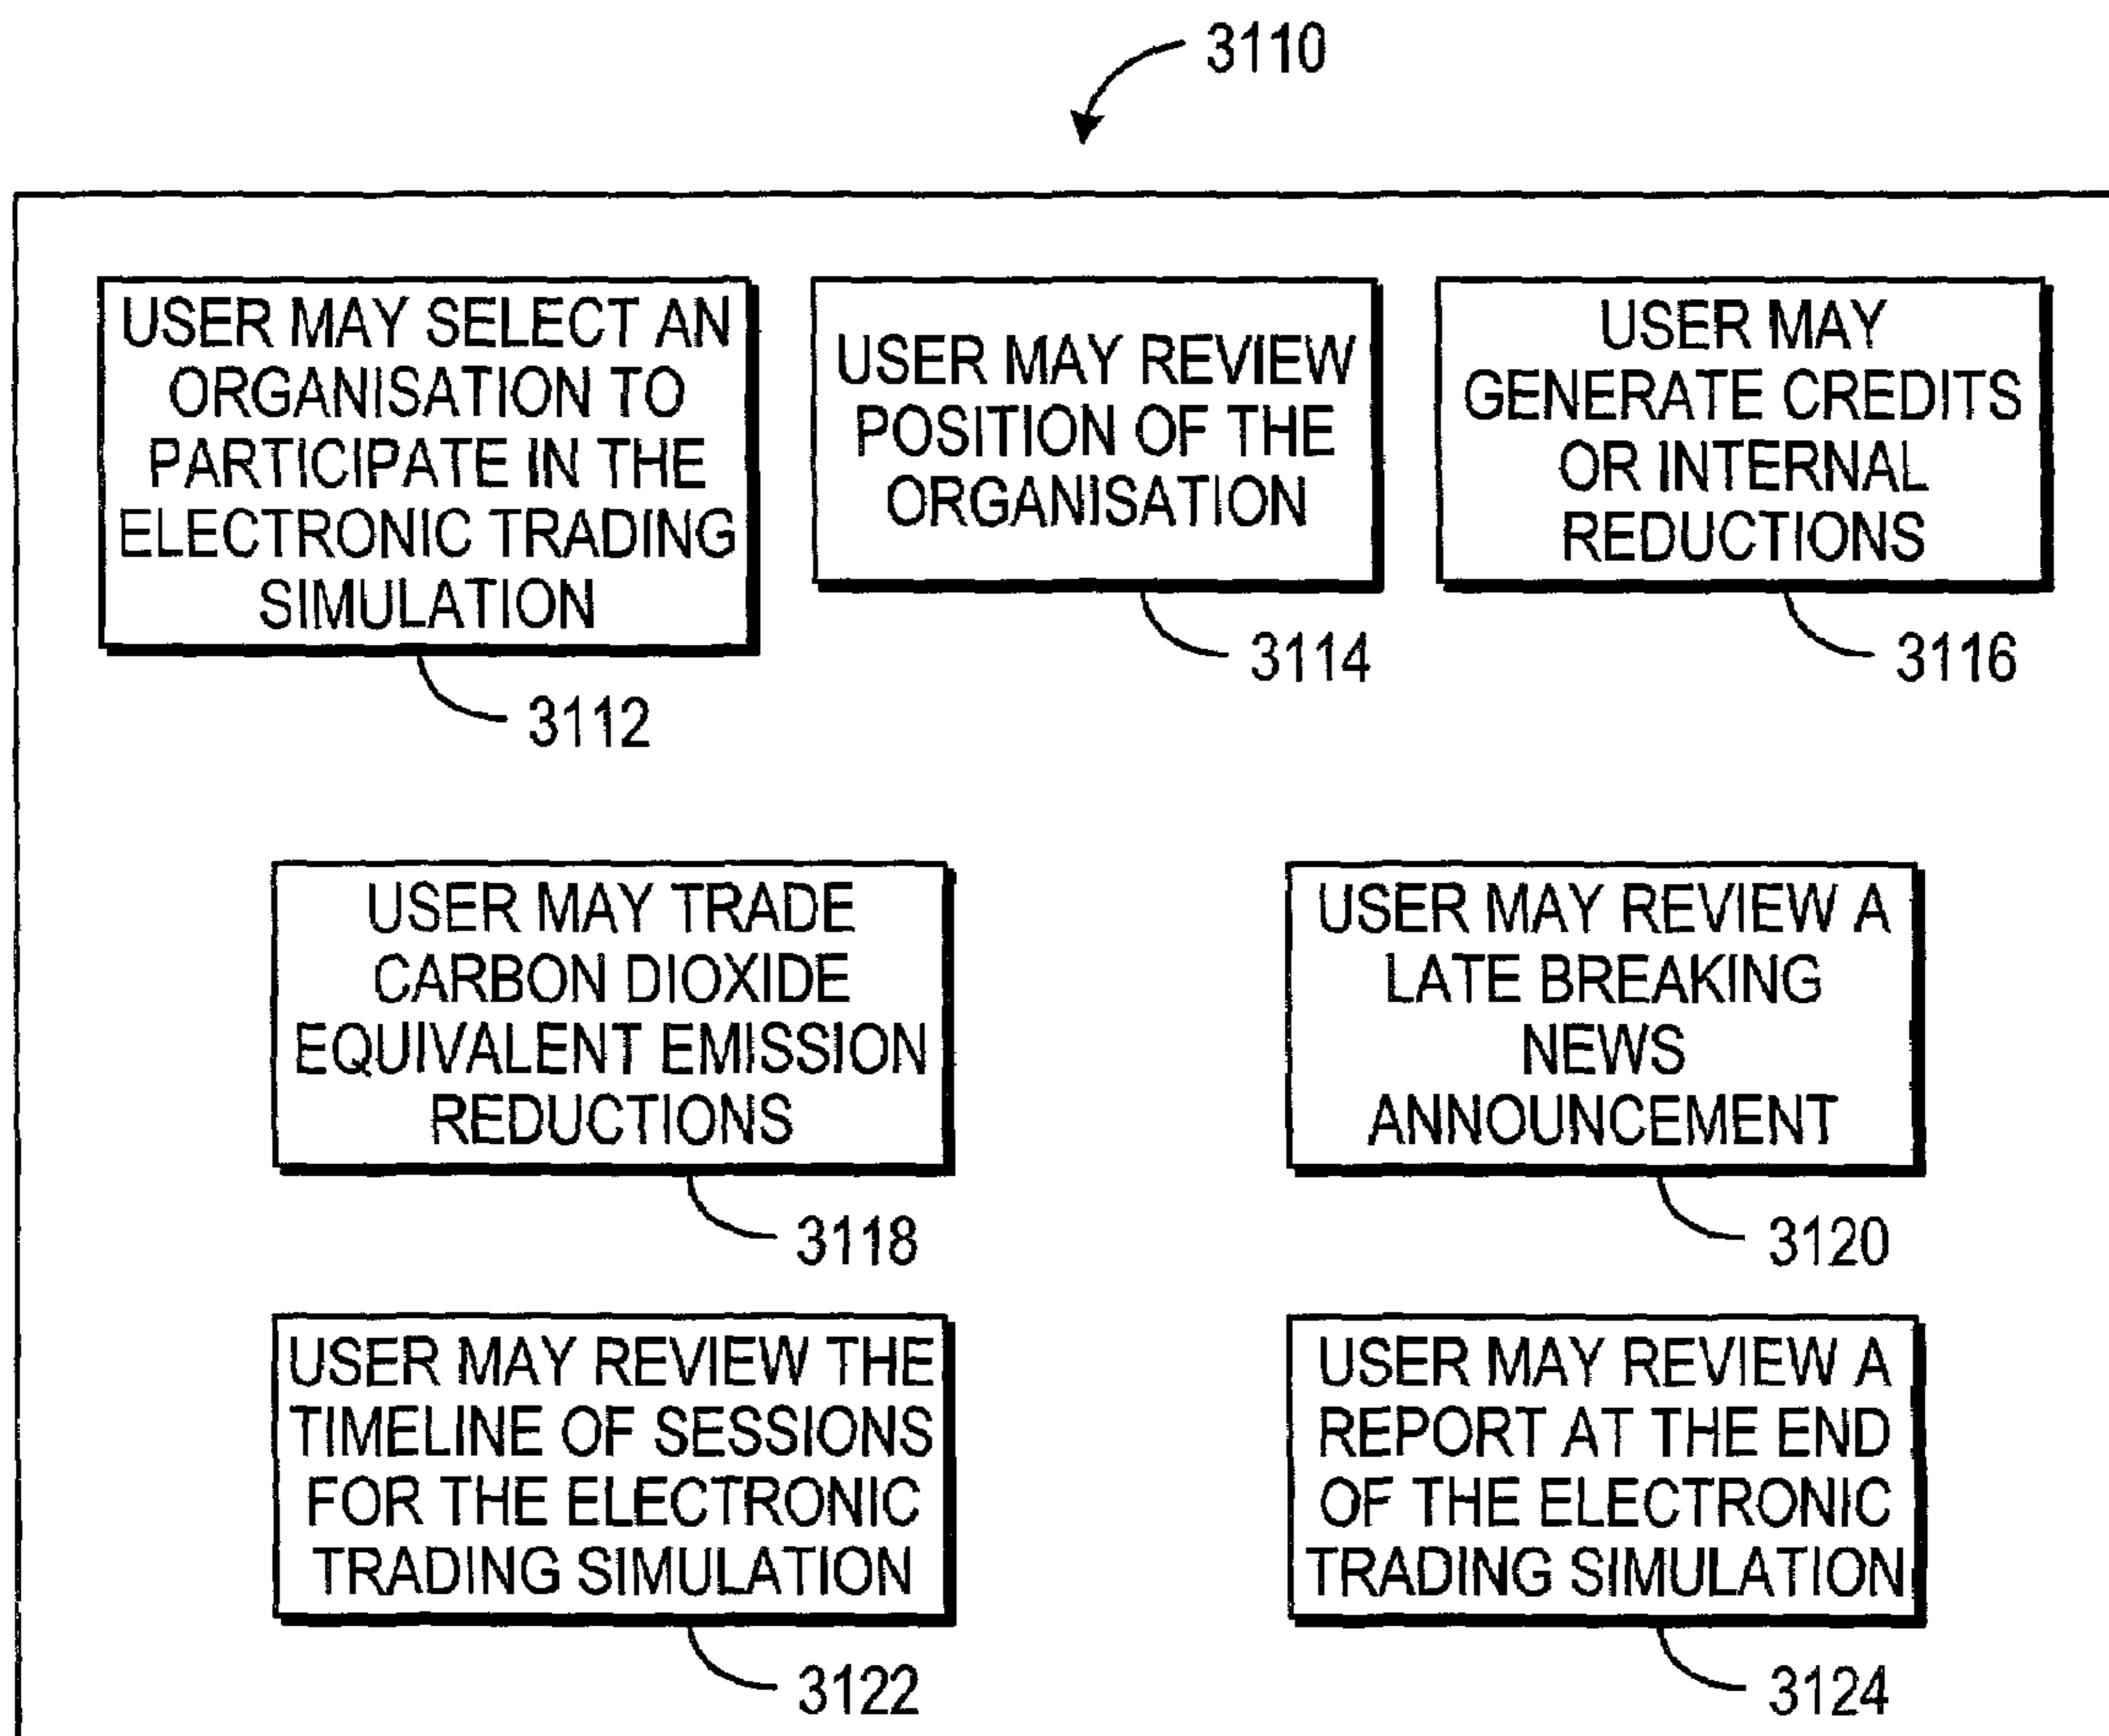 3110
USER MAY SELECT AN
ORGANISATION TO
PARTICIPATE IN THE
ELECTRONIC TRADING
SIMULATION
3112
USER MAY REVIEW
POSITION OF THE
ORGANISATION
3114
USER MAY
GENERATE CREDITS
OR INTERNAL
REDUCTIONS
3116
USER MAY TRADE
CARBON DIOXIDE
EQUIVALENT EMISSION
REDUCTIONS
3118
USER MAY REVIEW A
LATE BREAKING
NEWS
ANNOUNCEMENT
3120
USER MAY REVIEW THE
TIMELINE OF SESSIONS
FOR THE ELECTRONIC
TRADING SIMULATION
3122
USER MAY REVIEW A
REPORT AT THE END
OF THE ELECTRONIC
TRADING SIMULATION
3124